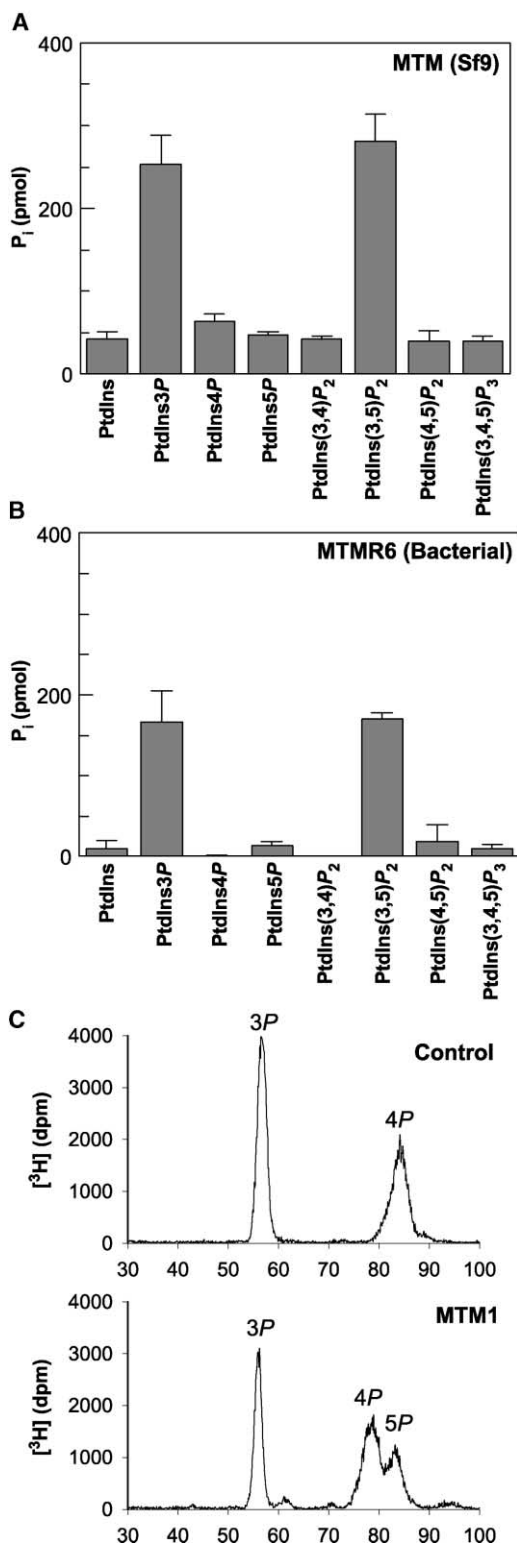 A
MTM (Sf9)
400
200
0
Pi (pmol)
PtdIns
PtdIns3P
PtdIns4P
PtdIns5P
PtdIns(3,4)P2
PtdIns(3,5)P2
PtdIns(4,5)P2
PtdIns(3,4,5)P3
B
MTMR6 (Bacterial)
400
200
0
Pi (pmol)
PtdIns
PtdIns3P
PtdIns4P
PtdIns5P
PtdIns(3,4)P2
PtdIns(3,5)P2
PtdIns(4,5)P2
PtdIns(3,4,5)P3
C
3P
Control
4P
4000
3000
2000
1000
0
[3H] (dpm)
30 40 50 60 70 80 90 100
MTM1
3P
4P
5P
4000
3000
2000
1000
0
[3H] (dpm)
30 40 50 60 70 80 90 100